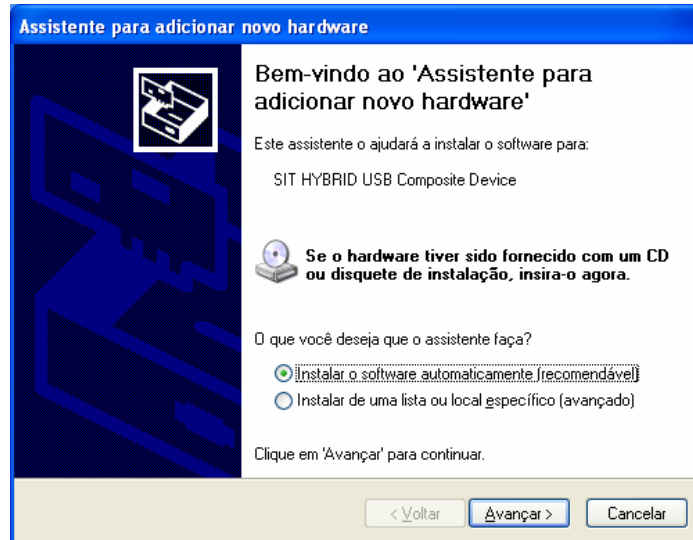 Assistente para adicionar novo hardware
Bem-vindo ao 'Assistente para
adicionar novo hardware'
Este assistente o ajudará a instalar o software para:
SIT HYBRID USB Composite Device
Se o hardware tiver sido fornecido com um CD
ou disquete de instalação, insira-o agora.
O que você deseja que o assistente faça?
Instalar o software automaticamente (recomendável)
Instalar de uma lista ou local específico (avançado)
Clique em 'Avançar' para continuar.
< Voltar
Avançar >
Cancelar